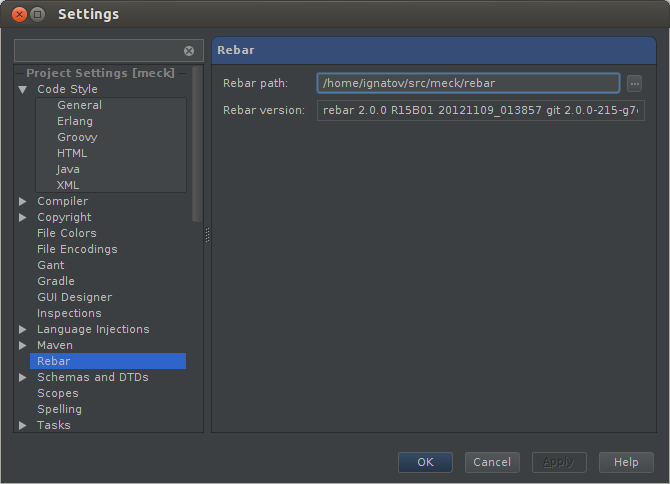 Settings
Project Settings [meck]
Code Style
General
Erlang
Groovy
HTML
Java
XML
Compiler
Copyright
File Colors
File Encodings
Gant
Gradle
GUI Designer
Inspections
Language Injections
Maven
Rebar
Schemas and DTDs
Scopes
Spelling
Tasks
Rebar
Rebar path: /home/ignatov/src/meck/rebar ...
Rebar version: rebar 2.0.0 R15B01 20121109_013857 git 2.0.0-215-g7
OK Cancel Apply Help